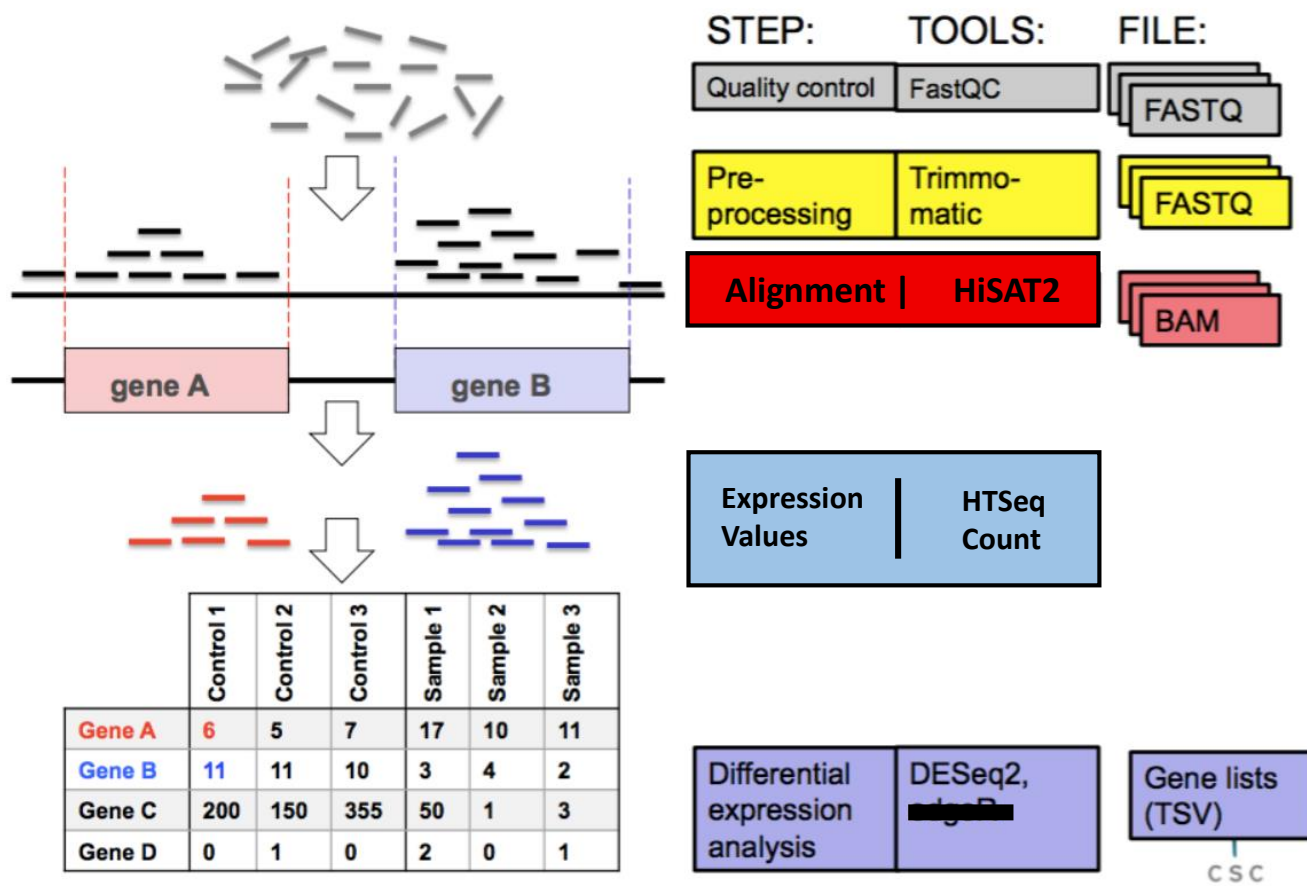 STEP: TOOLS: FILE:
Quality control FastQC
FASTQ
Pre-
processing
Trimmo-
matic
FASTQ
Alignment | HiSAT2
BAM
gene A gene B
Expression
Values
HTSeq
Count
Control 1 Control 2 Control 3 Sample 1 Sample 2 Sample 3
Gene A 6 5 7 17 10 11
Gene B 11 11 10 3 4 2
Gene C 200 150 355 50 1 3
Gene D 0 1 0 2 0 1
Differential
expression
analysis
DESeq2,
Gene lists
(TSV)
CSC